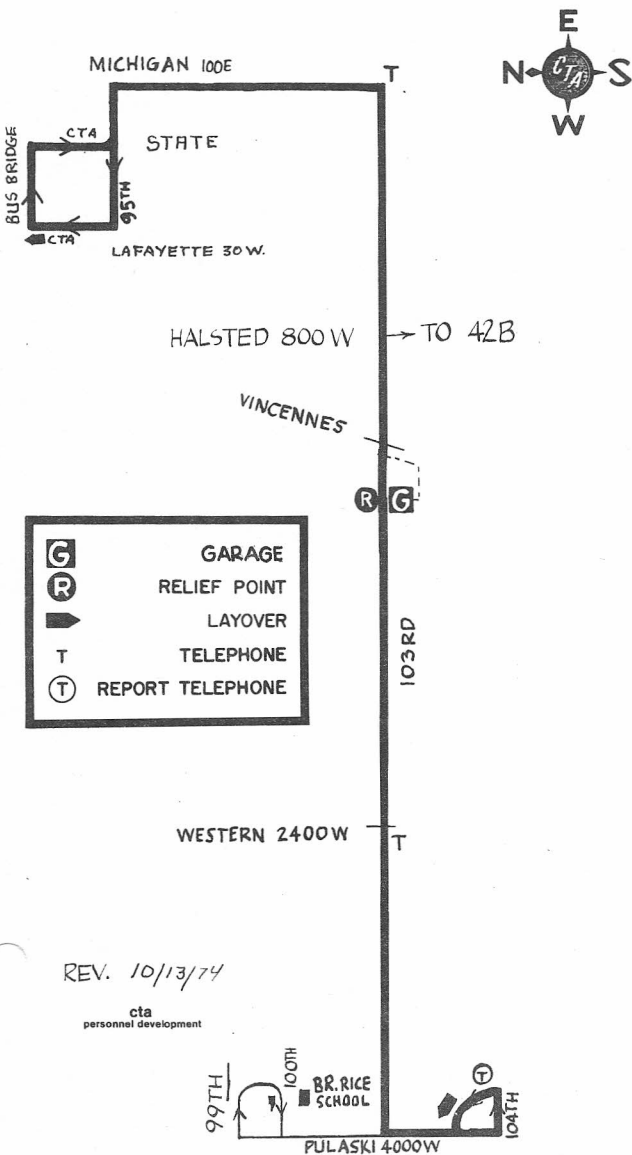 E
N CTA S
W
MICHIGAN 100E
T
CTA
STATE
BUS BRIDGE
95TH
CTA
LAFAYETTE 30W.
HALSTED 800W
TO 42B
VINCENNES
R G
G GARAGE
R RELIEF POINT
LAYOVER
T TELEPHONE
T REPORT TELEPHONE
103RD
WESTERN 2400W
T
REV. 10/13/74
cta
personnel development
99TH
100TH
BR. RICE
SCHOOL
T
104TH
PULASKI 4000W